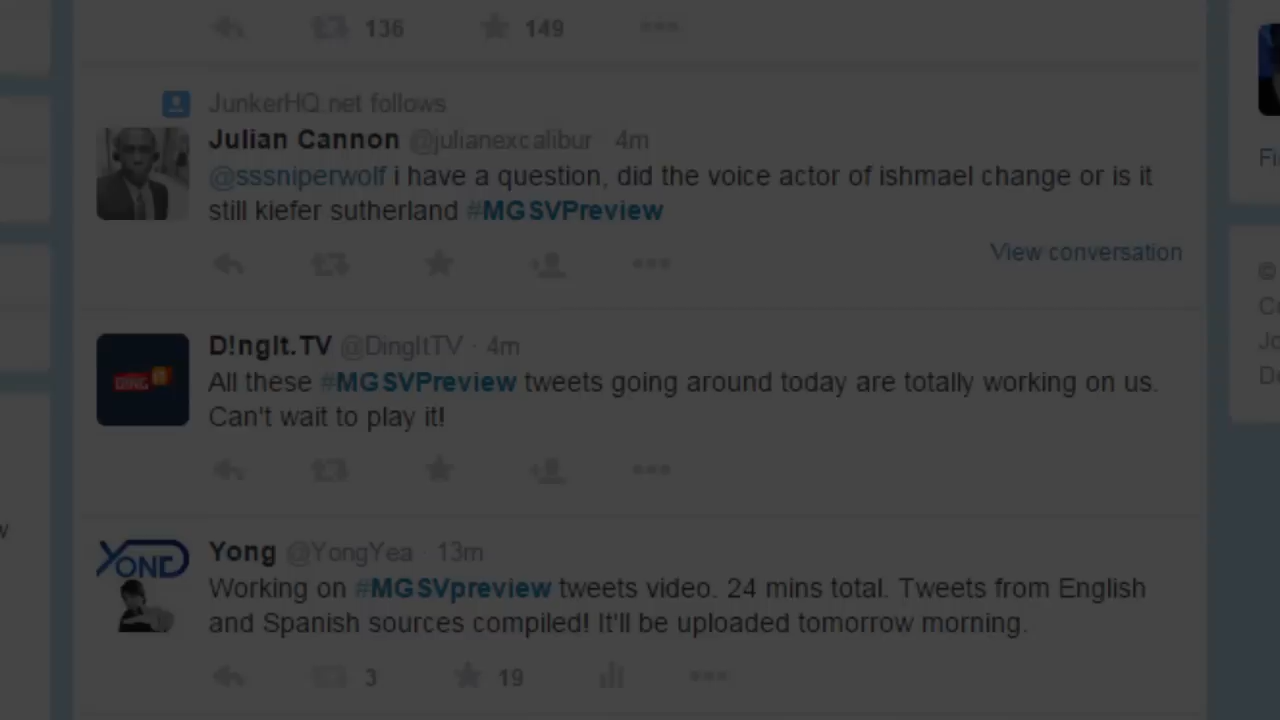 136 149
JunkerHQ.net follows
Julian Cannon @julianexcalibur · 4m
@sssniperwolf i have a question, did the voice actor of ishmael change or is it
still kiefer sutherland #MGSVPreview
View conversation
D!ngIt.TV @DingItTV · 4m
All these #MGSVPreview tweets going around today are totally working on us.
Can't wait to play it!
DING IT
Yong @YongYea · 13m
YONG
Working on #MGSVpreview tweets video. 24 mins total. Tweets from English
and Spanish sources compiled! It'll be uploaded tomorrow morning.
3 19
©